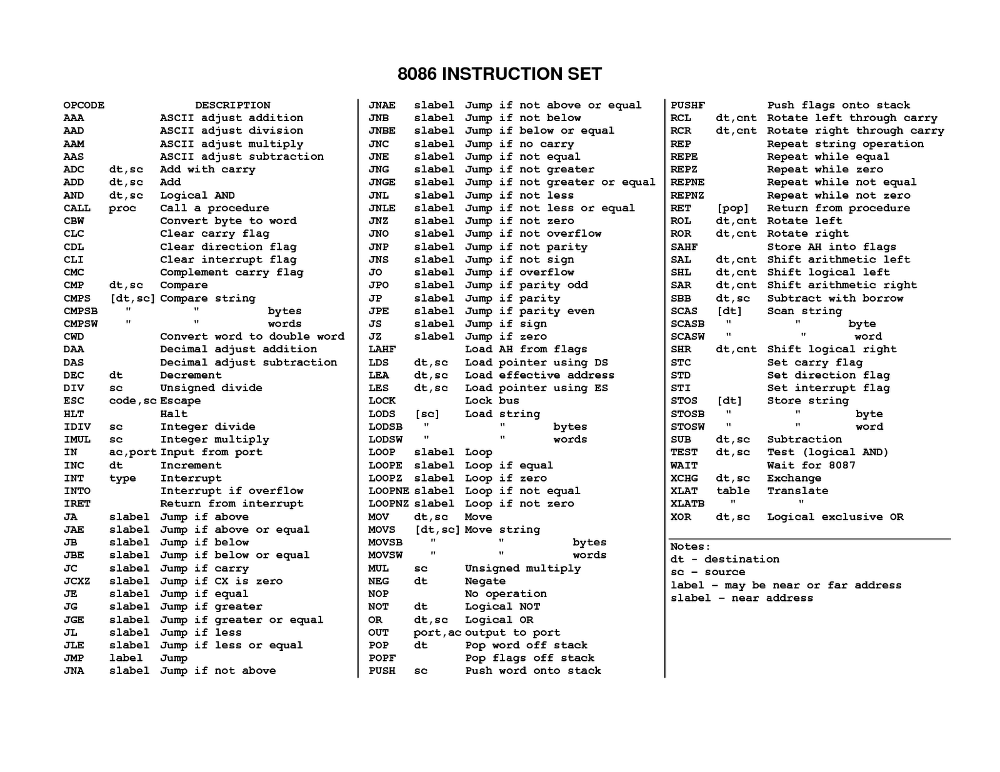 8086 INSTRUCTION SET
OPCODE DESCRIPTION
AAA ASCII adjust addition
AAD ASCII adjust division
AAM ASCII adjust multiply
AAS ASCII adjust subtraction
ADC dt,sc Add with carry
ADD dt,sc Add
AND dt,sc Logical AND
CALL proc Call a procedure
CBW Convert byte to word
CLC Clear carry flag
CDL Clear direction flag
CLI Clear interrupt flag
CMC Complement carry flag
CMP dt,sc Compare
CMPS [dt,sc] Compare string
CMPSB " " bytes
CMPSW " " words
CWD Convert word to double word
DAA Decimal adjust addition
DAS Decimal adjust subtraction
DEC dt Decrement
DIV sc Unsigned divide
ESC code,sc Escape
HLT Halt
IDIV sc Integer divide
IMUL sc Integer multiply
IN ac,port Input from port
INC dt Increment
INT type Interrupt
INTO Interrupt if overflow
IRET Return from interrupt
JA slabel Jump if above
JAE slabel Jump if above or equal
JB slabel Jump if below
JBE slabel Jump if below or equal
JC slabel Jump if carry
JCXZ slabel Jump if CX is zero
JE slabel Jump if equal
JG slabel Jump if greater
JGE slabel Jump if greater or equal
JL slabel Jump if less
JLE slabel Jump if less or equal
JMP label Jump
JNA slabel Jump if not above
JNAE slabel Jump if not above or equal
JNB slabel Jump if not below
JNBE slabel Jump if below or equal
JNC slabel Jump if no carry
JNE slabel Jump if not equal
JNG slabel Jump if not greater
JNGE slabel Jump if not greater or equal
JNL slabel Jump if not less
JNLE slabel Jump if not less or equal
JNZ slabel Jump if not zero
JNO slabel Jump if not overflow
JNP slabel Jump if not parity
JNS slabel Jump if not sign
JO slabel Jump if overflow
JPO slabel Jump if parity odd
JP slabel Jump if parity
JPE slabel Jump if parity even
JS slabel Jump if sign
JZ slabel Jump if zero
LAHF Load AH from flags
LDS dt,sc Load pointer using DS
LEA dt,sc Load effective address
LES dt,sc Load pointer using ES
LOCK Lock bus
LODS [sc] Load string
LODSB " " bytes
LODSW " " words
LOOP slabel Loop
LOOPE slabel Loop if equal
LOOPZ slabel Loop if zero
LOOPNE slabel Loop if not equal
LOOPNZ slabel Loop if not zero
MOV dt,sc Move
MOVS [dt,sc] Move string
MOVSB " " bytes
MOVSW " " words
MUL sc Unsigned multiply
NEG dt Negate
NOP No operation
NOT dt Logical NOT
OR dt,sc Logical OR
OUT port,ac output to port
POP dt Pop word off stack
POPF Pop flags off stack
PUSH sc Push word onto stack
PUSHF Push flags onto stack
RCL dt,cnt Rotate left through carry
RCR dt,cnt Rotate right through carry
REP Repeat string operation
REPE Repeat while equal
REPZ Repeat while zero
REPNE Repeat while not equal
REPNZ Repeat while not zero
RET [pop] Return from procedure
ROL dt,cnt Rotate left
ROR dt,cnt Rotate right
SAHF Store AH into flags
SAL dt,cnt Shift arithmetic left
SHL dt,cnt Shift logical left
SAR dt,cnt Shift arithmetic right
SBB dt,sc Subtract with borrow
SCAS [dt] Scan string
SCASB " " byte
SCASW " " word
SHR dt,cnt Shift logical right
STC Set carry flag
STD Set direction flag
STI Set interrupt flag
STOS [dt] Store string
STOSB " " byte
STOSW " " word
SUB dt,sc Subtraction
TEST dt,sc Test (logical AND)
WAIT Wait for 8087
XCHG dt,sc Exchange
XLAT table Translate
XLATB " "
XOR dt,sc Logical exclusive OR
Notes:
dt - destination
sc – source
label – may be near or far address
slabel – near address